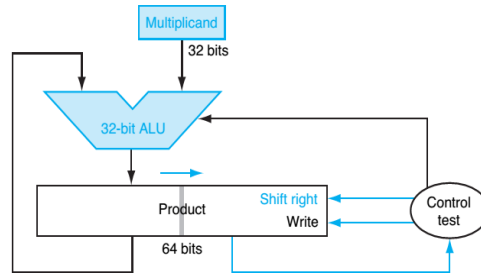 Multiplicand
32 bits
32-bit ALU
Product
Shift right
Write
Control
test
64 bits